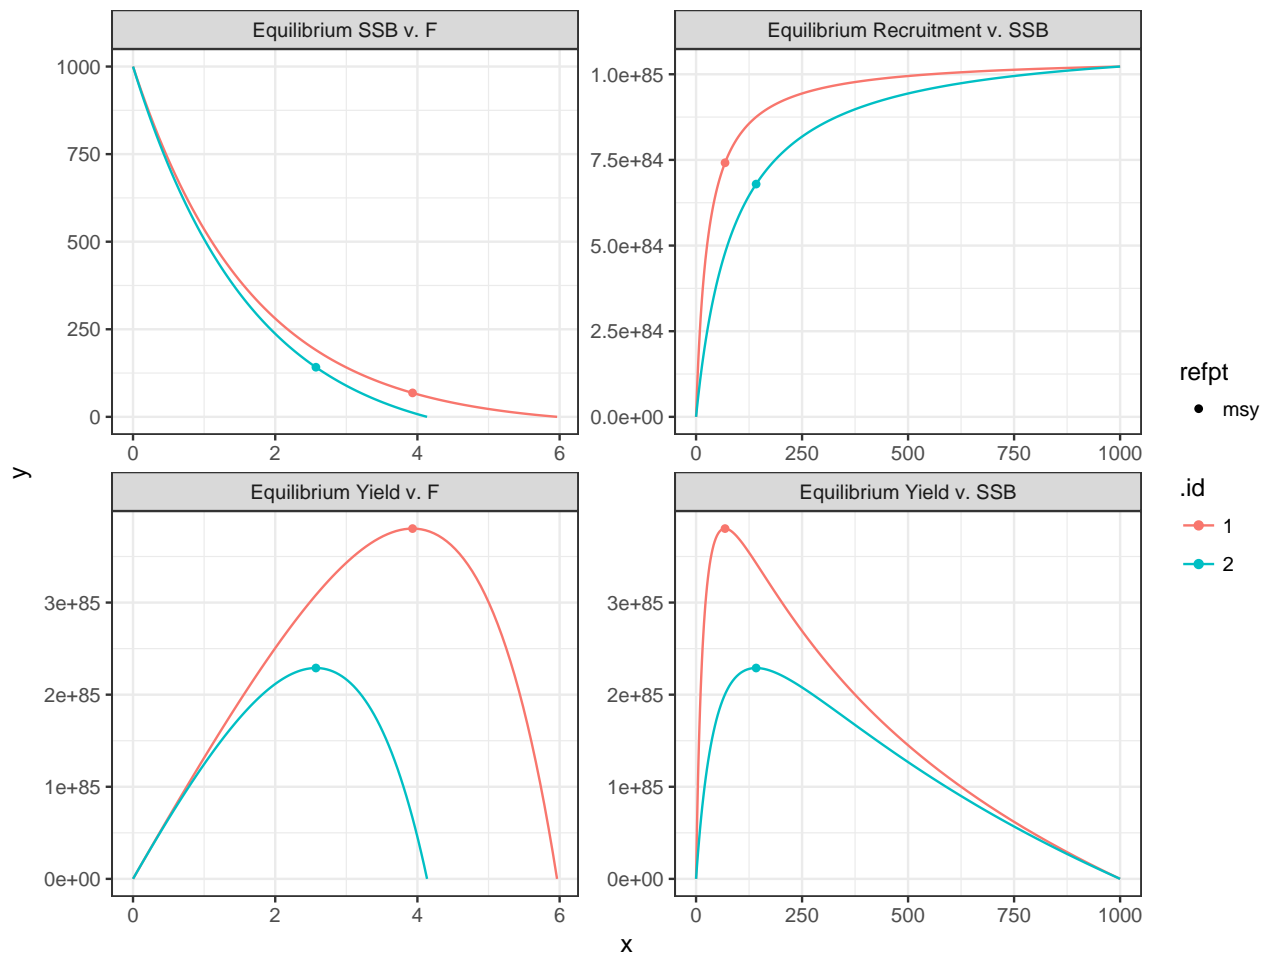 Equilibrium SSB v. F
Equilibrium Recruitment v. SSB
1000
750
500
250
0
0 2 4 6
1.0e+85
7.5e+84
5.0e+84
2.5e+84
0.0e+00
0 250 500 750 1000
Equilibrium Yield v. F
Equilibrium Yield v. SSB
3e+85
2e+85
1e+85
0e+00
0 2 4 6
3e+85
2e+85
1e+85
0e+00
0 250 500 750 1000
y
x
refpt
msy
.id
1
2